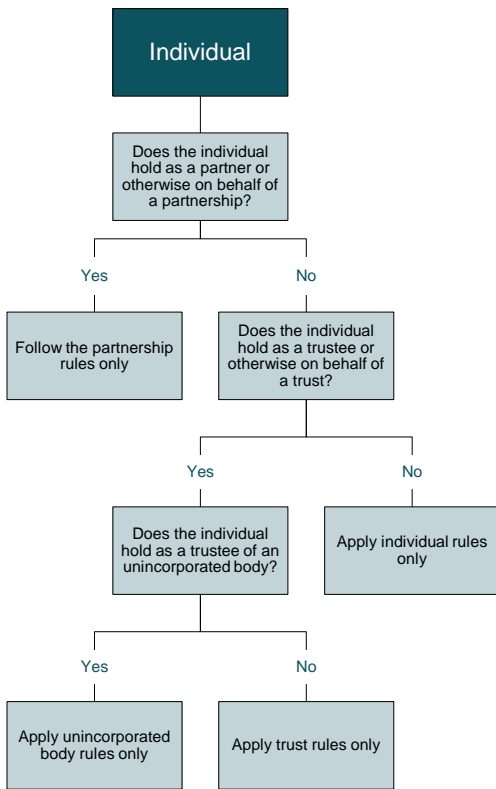 Individual
Does the individual
hold as a partner or
otherwise on behalf of
a partnership?
Yes
No
Follow the partnership
rules only
Does the individual
hold as a trustee or
otherwise on behalf of
a trust?
Yes
No
Does the individual
hold as a trustee of an
unincorporated body?
Apply individual rules
only
Yes
No
Apply unincorporated
body rules only
Apply trust rules only